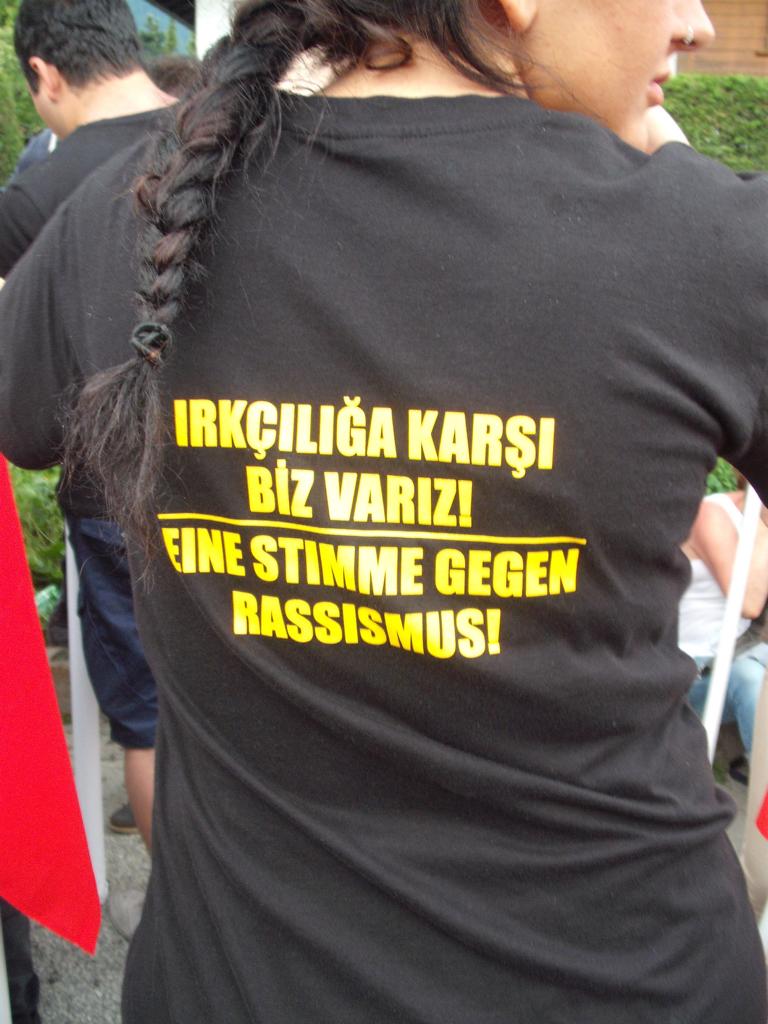 IRKÇILIĞA KARŞI
BİZ VARIZ!
EINE STIMME GEGEN
RASSISMUS!